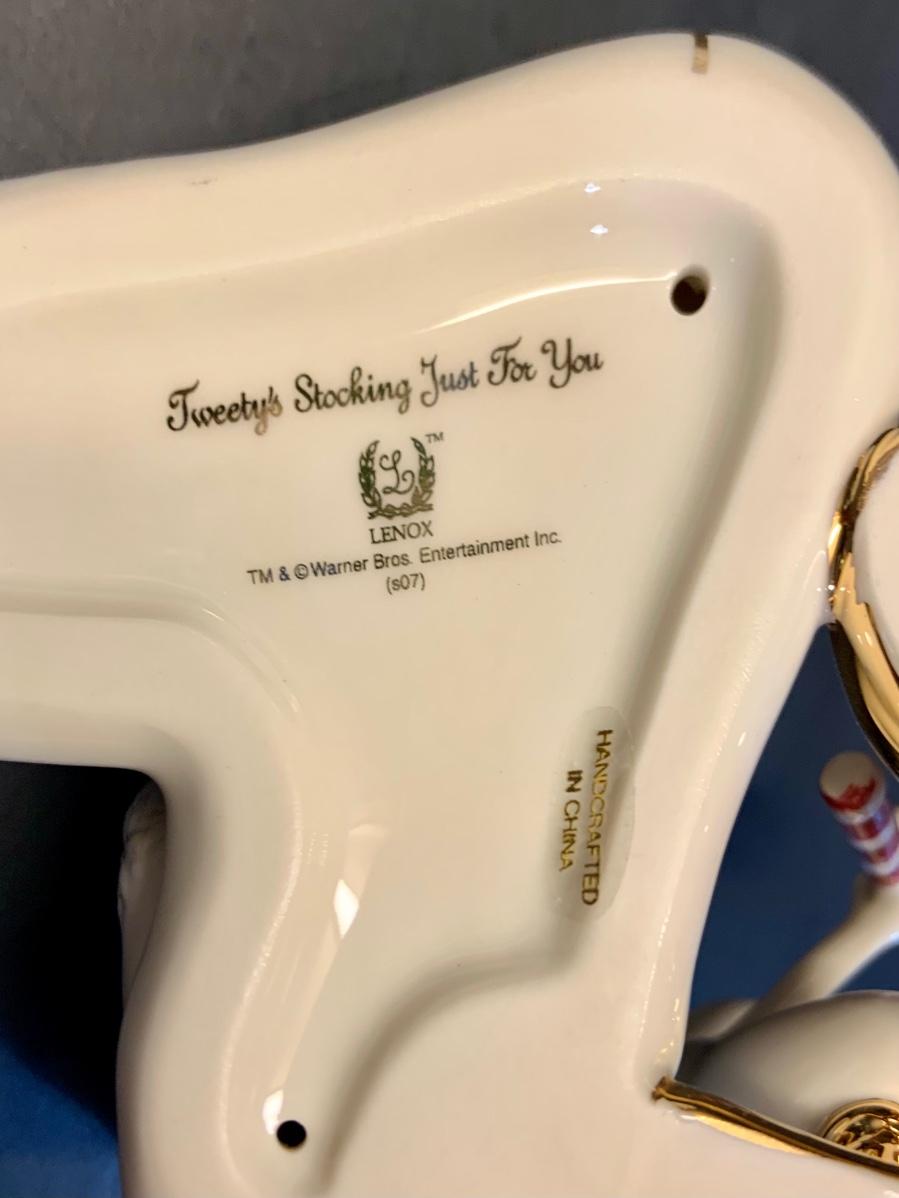 Tweety's Stocking Just For You
L
TM
LENOX
TM & ©Warner Bros. Entertainment Inc.
(s07)
HANDCRAFTED
IN CHINA